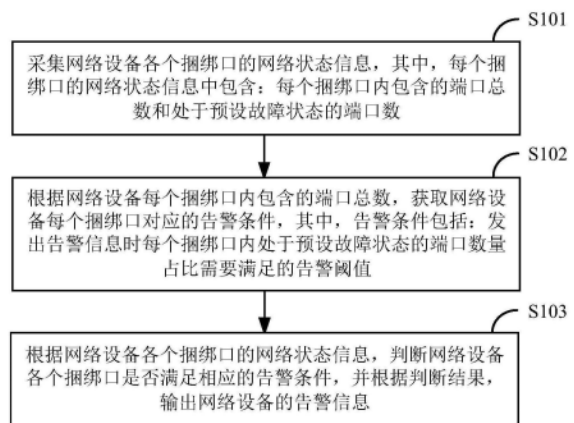 S101
采集网络设备各个捆绑口的网络状态信息，其中，每个捆
绑口的网络状态信息中包含：每个捆绑口内包含的端口总
数和处于预设故障状态的端口数
S102
根据网络设备每个捆绑口内包含的端口总数，获取网络设
备每个捆绑口对应的告警条件，其中，告警条件包括：发
出告警信息时每个捆绑口内处于预设故障状态的端口数量
占比需要满足的告警阈值
S103
根据网络设备各个捆绑口的网络状态信息，判断网络设备
各个捆绑口是否满足相应的告警条件，并根据判断结果，
输出网络设备的告警信息